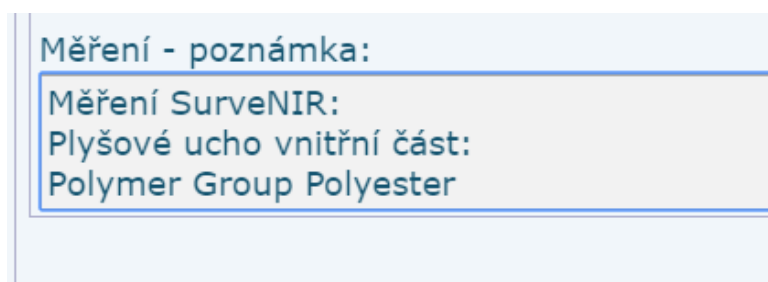 Měření - poznámka:
Měření SurveNIR:
Plyšové ucho vnitřní část:
Polymer Group Polyester